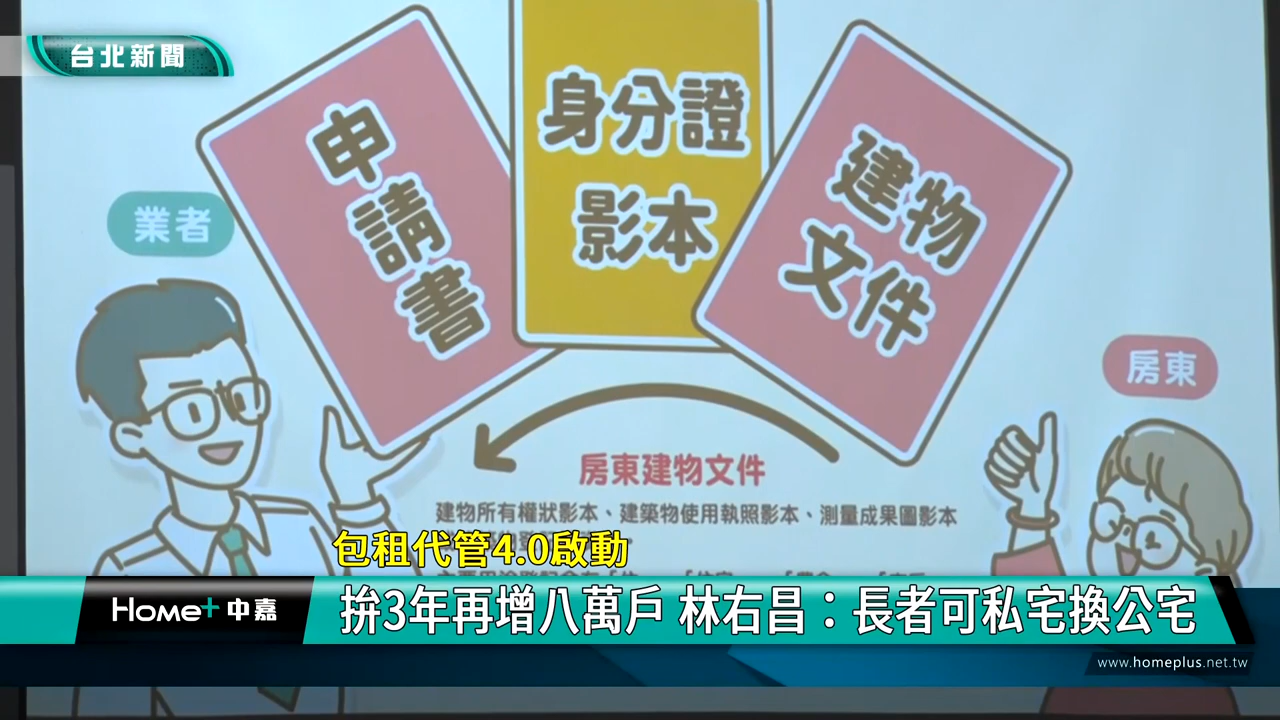 台北新聞
申請書
身分證
影本
建物
文件
業者
房東
房東建物文件
建物所有權狀影本、建築物使用執照影本、測量成果圖影本
包租代管4.0啟動
Home+中嘉
拚3年再增八萬戶 林右昌：長者可私宅換公宅
www.homeplus.net.tw